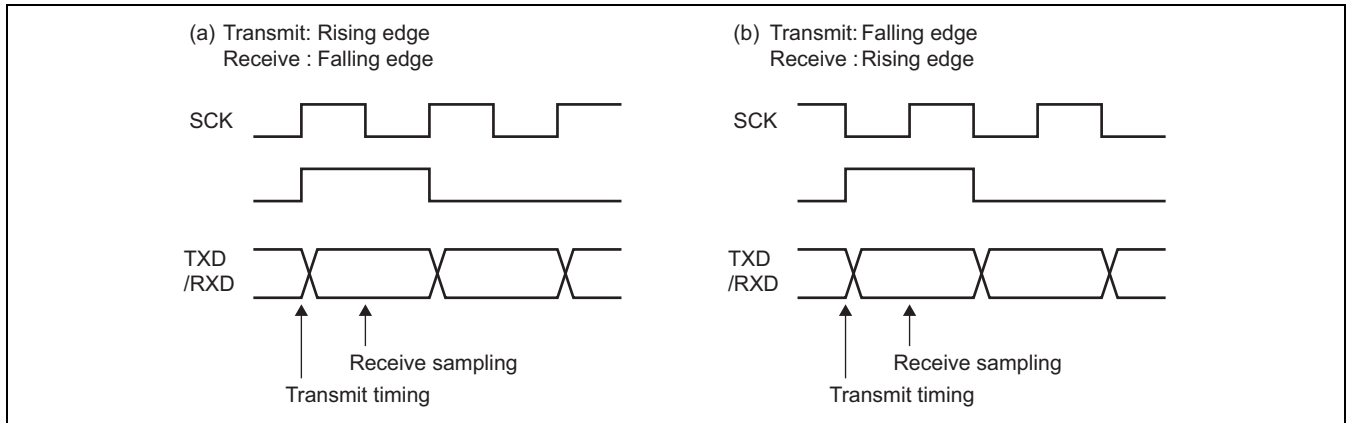 (a) Transmit: Rising edge
Receive : Falling edge
SCK
TXD
/RXD
Receive sampling
Transmit timing
(b) Transmit: Falling edge
Receive : Rising edge
SCK
TXD
/RXD
Receive sampling
Transmit timing